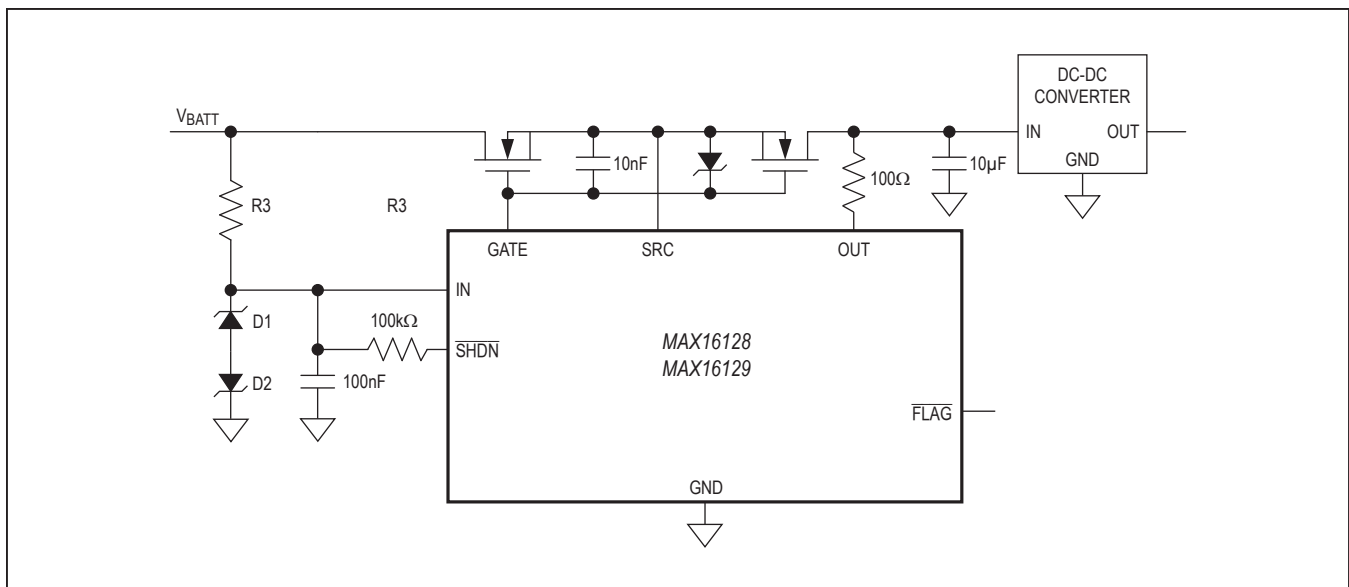 DC-DC
CONVERTER
IN
OUT
GND
VBATT
10nF
100Ω
10µF
R3
R3
GATE
SRC
OUT
IN
D1
100kΩ
SHDN
MAX16128
MAX16129
D2
100nF
FLAG
GND